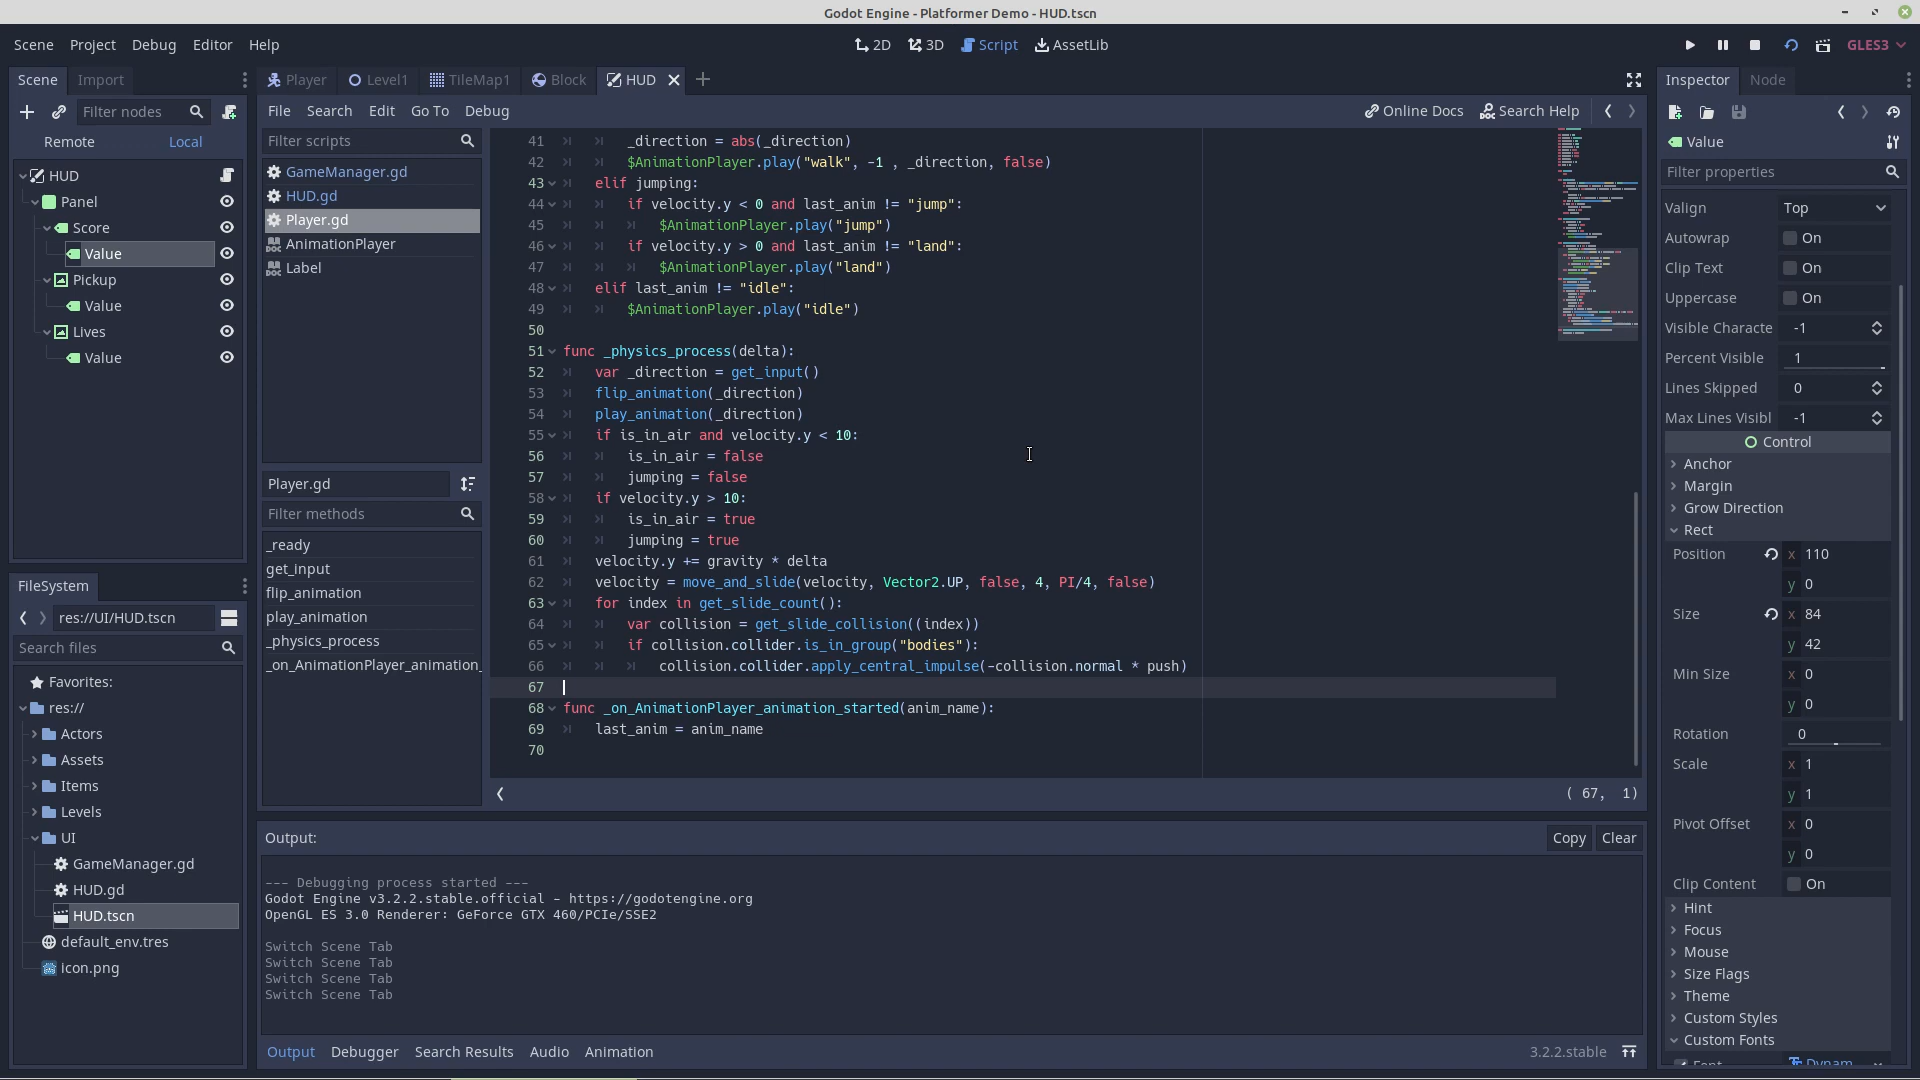 Godot Engine - Platformer Demo - HUD.tscn
Scene Project Debug Editor Help
2D 3D Script AssetLib
GLES3
Scene Import
Filter nodes
Remote Local
HUD
Panel
Score
Value
Pickup
Value
Lives
Value
FileSystem
res://UI/HUD.tscn
Search files
Favorites:
res://
Actors
Assets
Items
Levels
UI
GameManager.gd
HUD.gd
HUD.tscn
default_env.tres
icon.png
Player Level1 TileMap1 Block HUD
File Search Edit Go To Debug
Online Docs Search Help
Filter scripts
GameManager.gd
HUD.gd
Player.gd
AnimationPlayer
Label
Player.gd
Filter methods
_ready
get_input
flip_animation
play_animation
_physics_process
_on_AnimationPlayer_animation_
41 _direction = abs(_direction)
42 $AnimationPlayer.play("walk", -1 , _direction, false)
43 elif jumping:
44 if velocity.y < 0 and last_anim != "jump":
45 $AnimationPlayer.play("jump")
46 if velocity.y > 0 and last_anim != "land":
47 $AnimationPlayer.play("land")
48 elif last_anim != "idle":
49 $AnimationPlayer.play("idle")
50
51 func _physics_process(delta):
52 var _direction = get_input()
53 flip_animation(_direction)
54 play_animation(_direction)
55 if is_in_air and velocity.y < 10:
56 is_in_air = false
57 jumping = false
58 if velocity.y > 10:
59 is_in_air = true
60 jumping = true
61 velocity.y += gravity * delta
62 velocity = move_and_slide(velocity, Vector2.UP, false, 4, PI/4, false)
63 for index in get_slide_count():
64 var collision = get_slide_collision((index))
65 if collision.collider.is_in_group("bodies"):
66 collision.collider.apply_central_impulse(-collision.normal * push)
67
68 func _on_AnimationPlayer_animation_started(anim_name):
69 last_anim = anim_name
70
( 67, 1)
Output:
Copy Clear
--- Debugging process started ---
Godot Engine v3.2.2.stable.official - https://godotengine.org
OpenGL ES 3.0 Renderer: GeForce GTX 460/PCIe/SSE2
Switch Scene Tab
Switch Scene Tab
Switch Scene Tab
Switch Scene Tab
Output Debugger Search Results Audio Animation
3.2.2.stable
Inspector Node
Value
Filter properties
Valign Top
Autowrap On
Clip Text On
Uppercase On
Visible Characte -1
Percent Visible 1
Lines Skipped 0
Max Lines Visibl -1
Control
Anchor
Margin
Grow Direction
Rect
Position x 110
y 0
Size x 84
y 42
Min Size x 0
y 0
Rotation 0
Scale x 1
y 1
Pivot Offset x 0
y 0
Clip Content On
Hint
Focus
Mouse
Size Flags
Theme
Custom Styles
Custom Fonts
Font Dynam